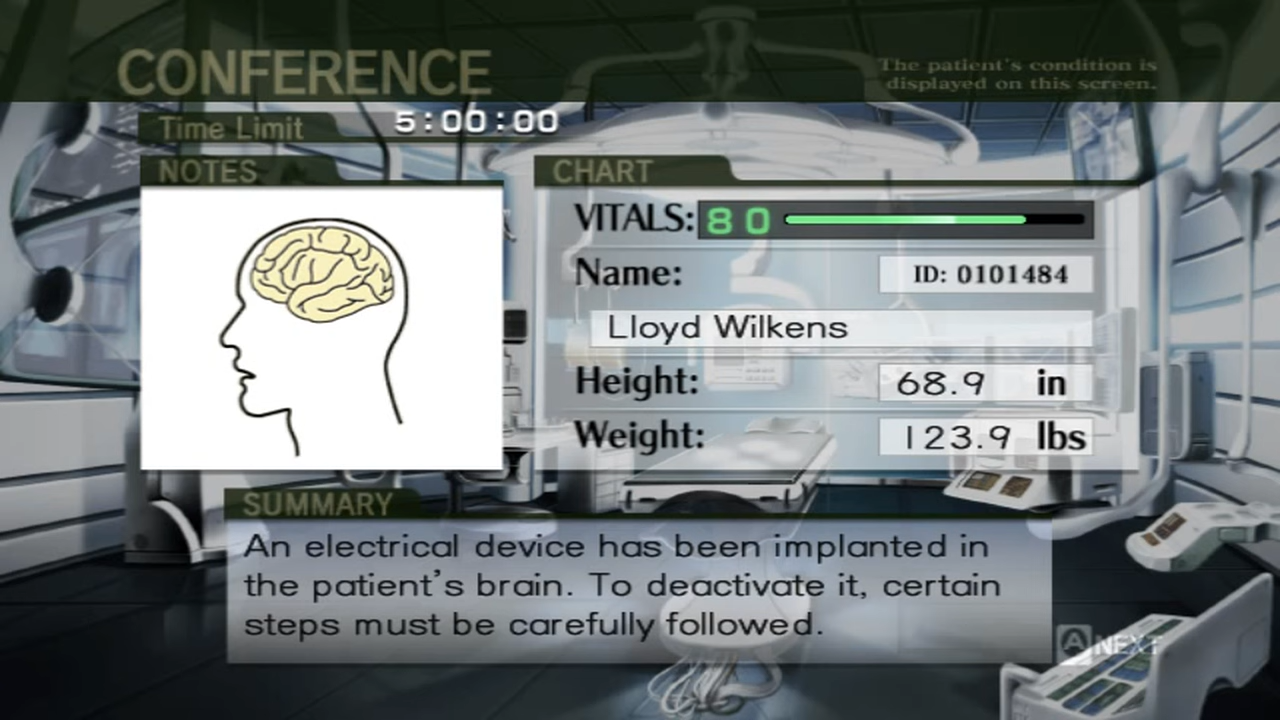 CONFERENCE
The patient's condition is
displayed on this screen.
Time Limit 5:00:00
NOTES
CHART
VITALS: 80
Name: ID: 0101484
Lloyd Wilkens
Height: 68.9 in
Weight: 123.9 lbs
SUMMARY
An electrical device has been implanted in
the patient's brain. To deactivate it, certain
steps must be carefully followed.
A NEXT